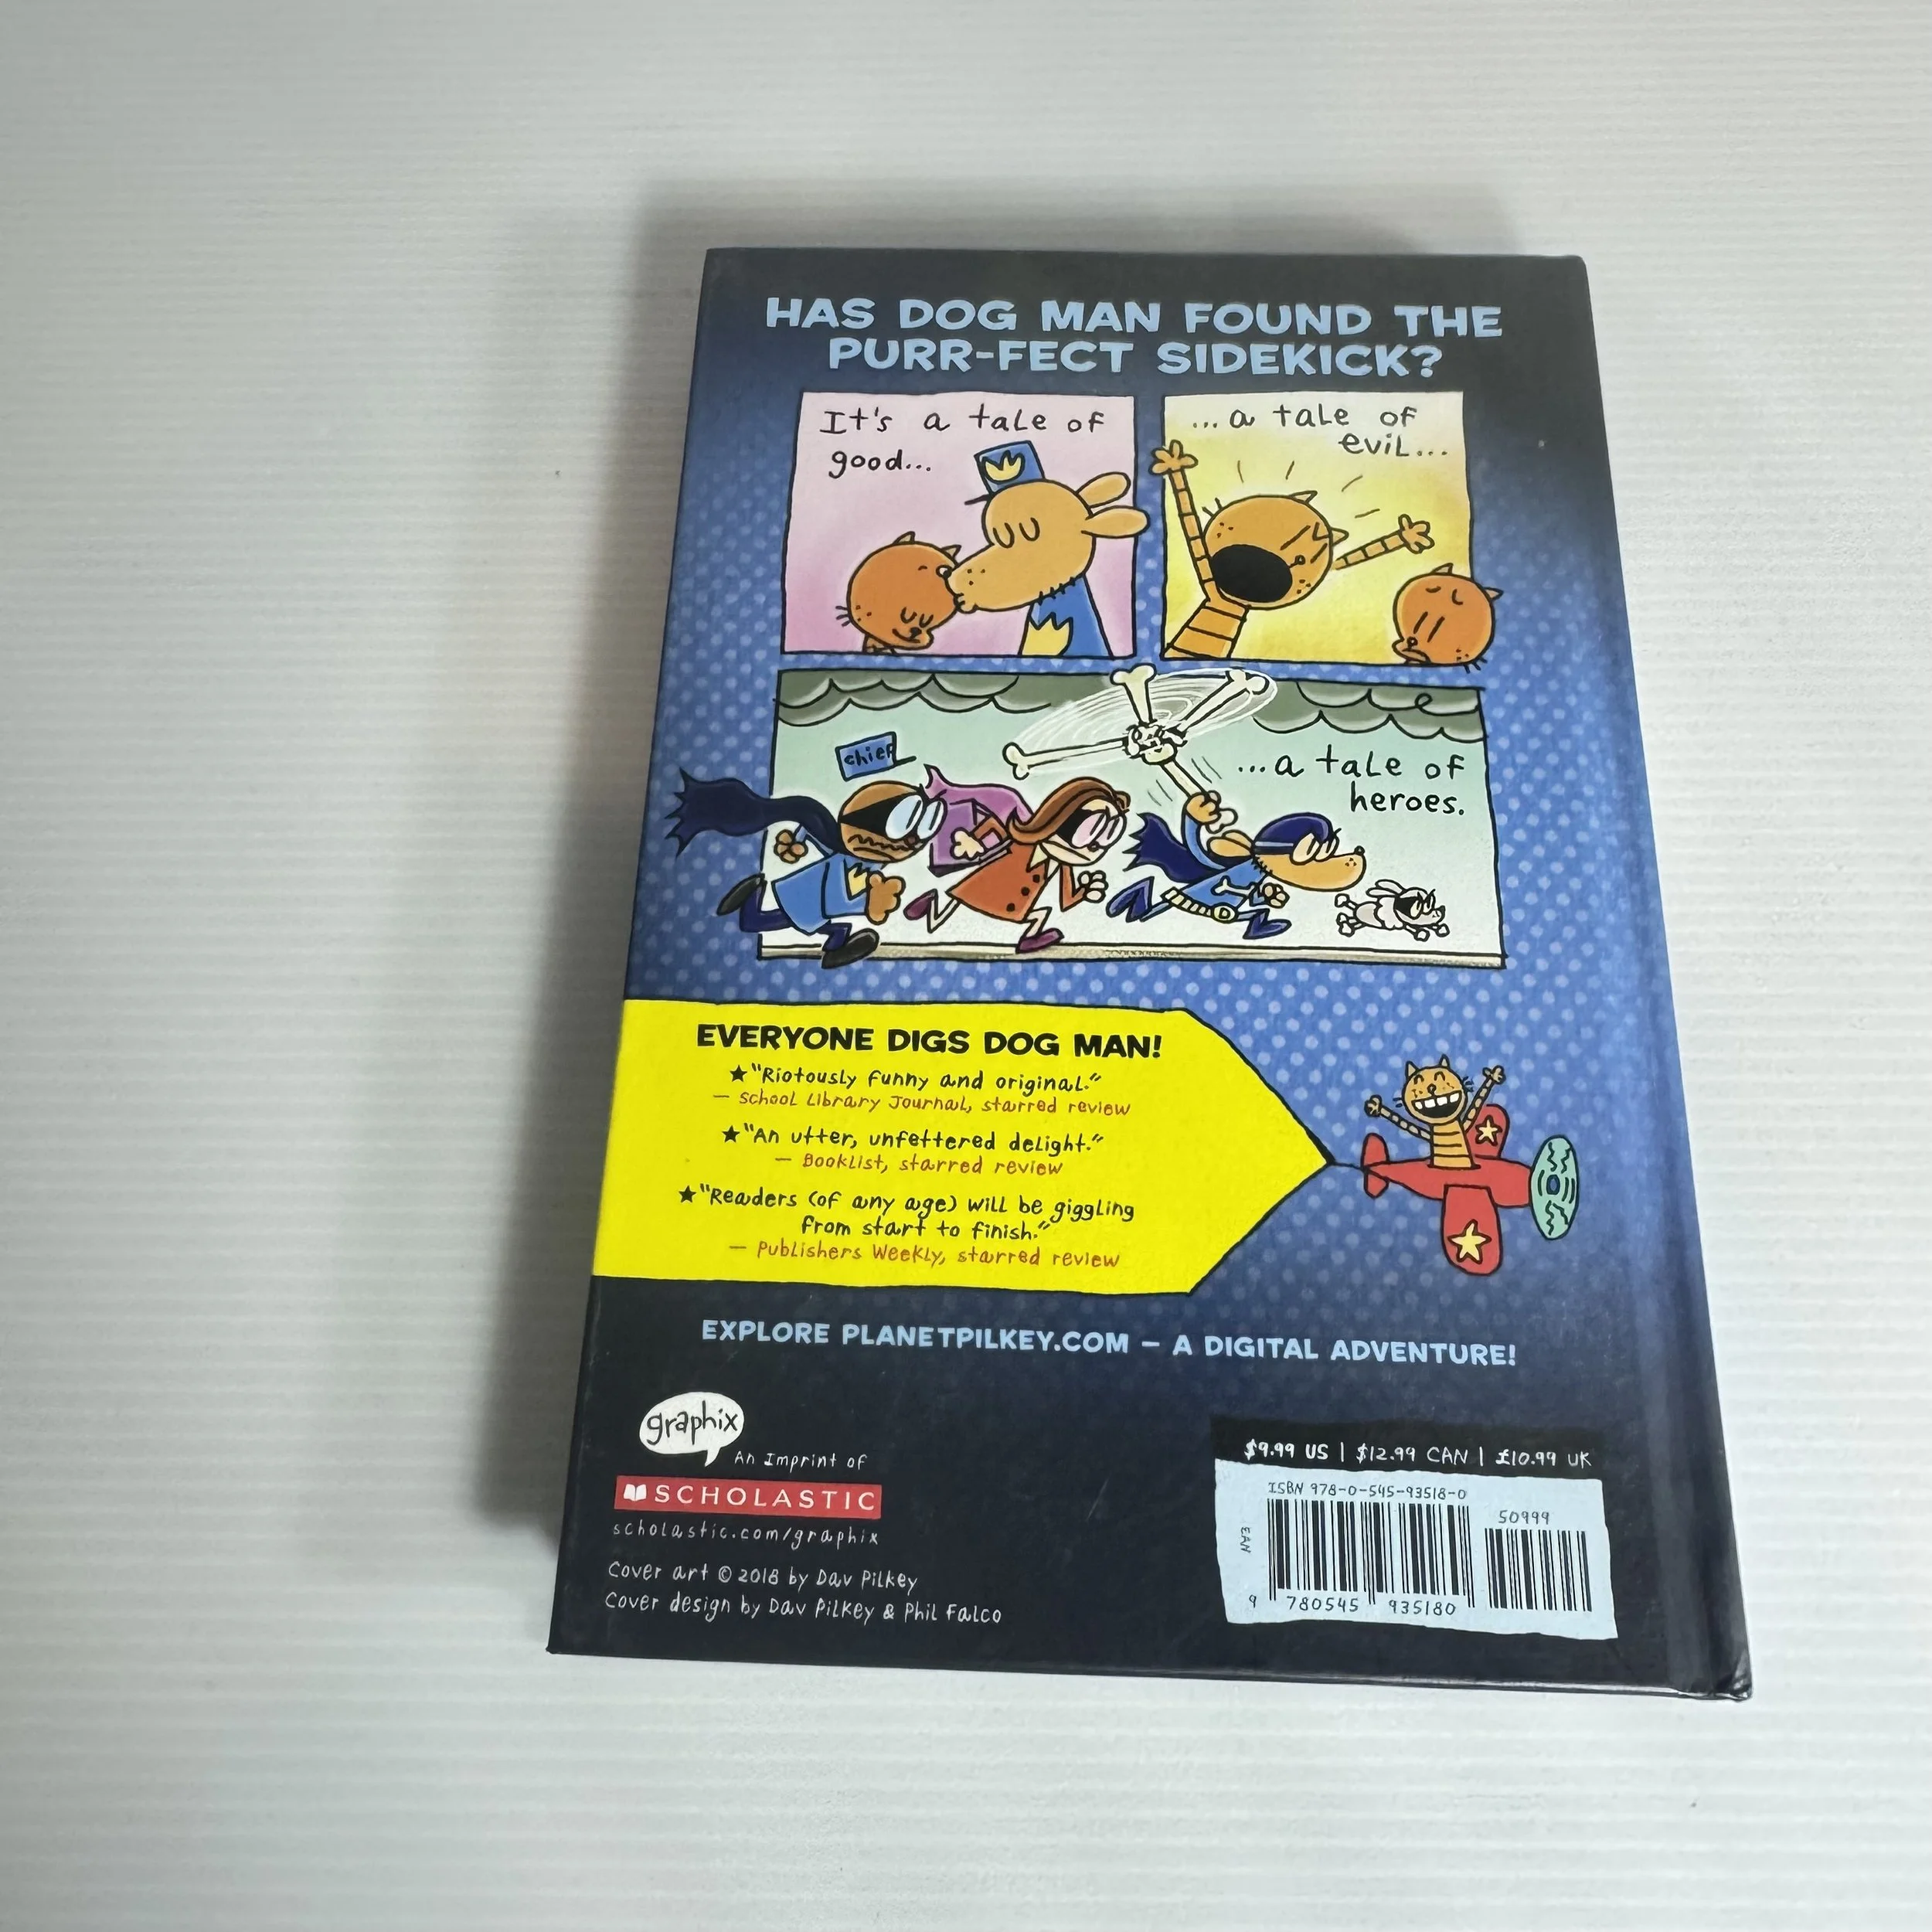 HAS DOG MAN FOUND THE
PURR-FECT SIDEKICK?
It's a tale of
good...
...a tale of
evil...
chief
...a tale of
heroes.
EVERYONE DIGS DOG MAN!
★"Riotously funny and original."
— School Library Journal, starred review
★"An utter, unfettered delight."
— Booklist, starred review
★"Readers (of any age) will be giggling
from start to finish."
— Publishers Weekly, starred review
EXPLORE PLANETPILKEY.COM — A DIGITAL ADVENTURE!
graphix
An Imprint of
SCHOLASTIC
scholastic.com/graphix
Cover art © 2018 by Dav Pilkey
Cover design by Dav Pilkey & Phil Falco
$9.99 US | $12.99 CAN | £10.99 UK
ISBN 978-0-545-93518-0
50999
EAN
9 780545 935180